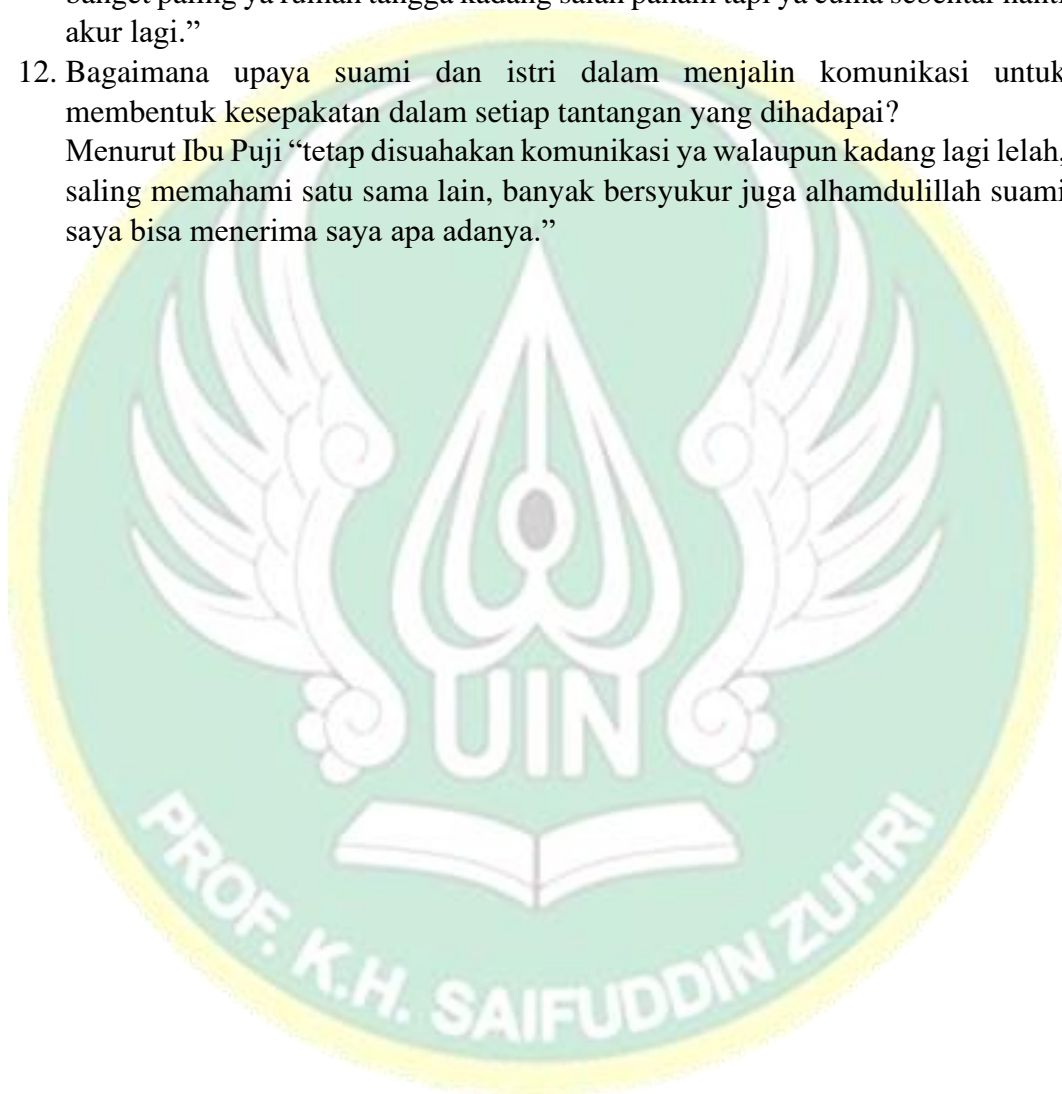 banget paling ya rumah tangga kadang salah paham tapi ya cuma sebentar nanti
akur lagi.”
12. Bagaimana upaya suami dan istri dalam menjalin komunikasi untuk
membentuk kesepakatan dalam setiap tantangan yang dihadapai?
Menurut Ibu Puji “tetap disuahakan komunikasi ya walaupun kadang lagi lelah,
saling memahami satu sama lain, banyak bersyukur juga alhamdulillah suami
saya bisa menerima saya apa adanya.”
UIN
PROF. K.H. SAIFUDDIN ZUHRI